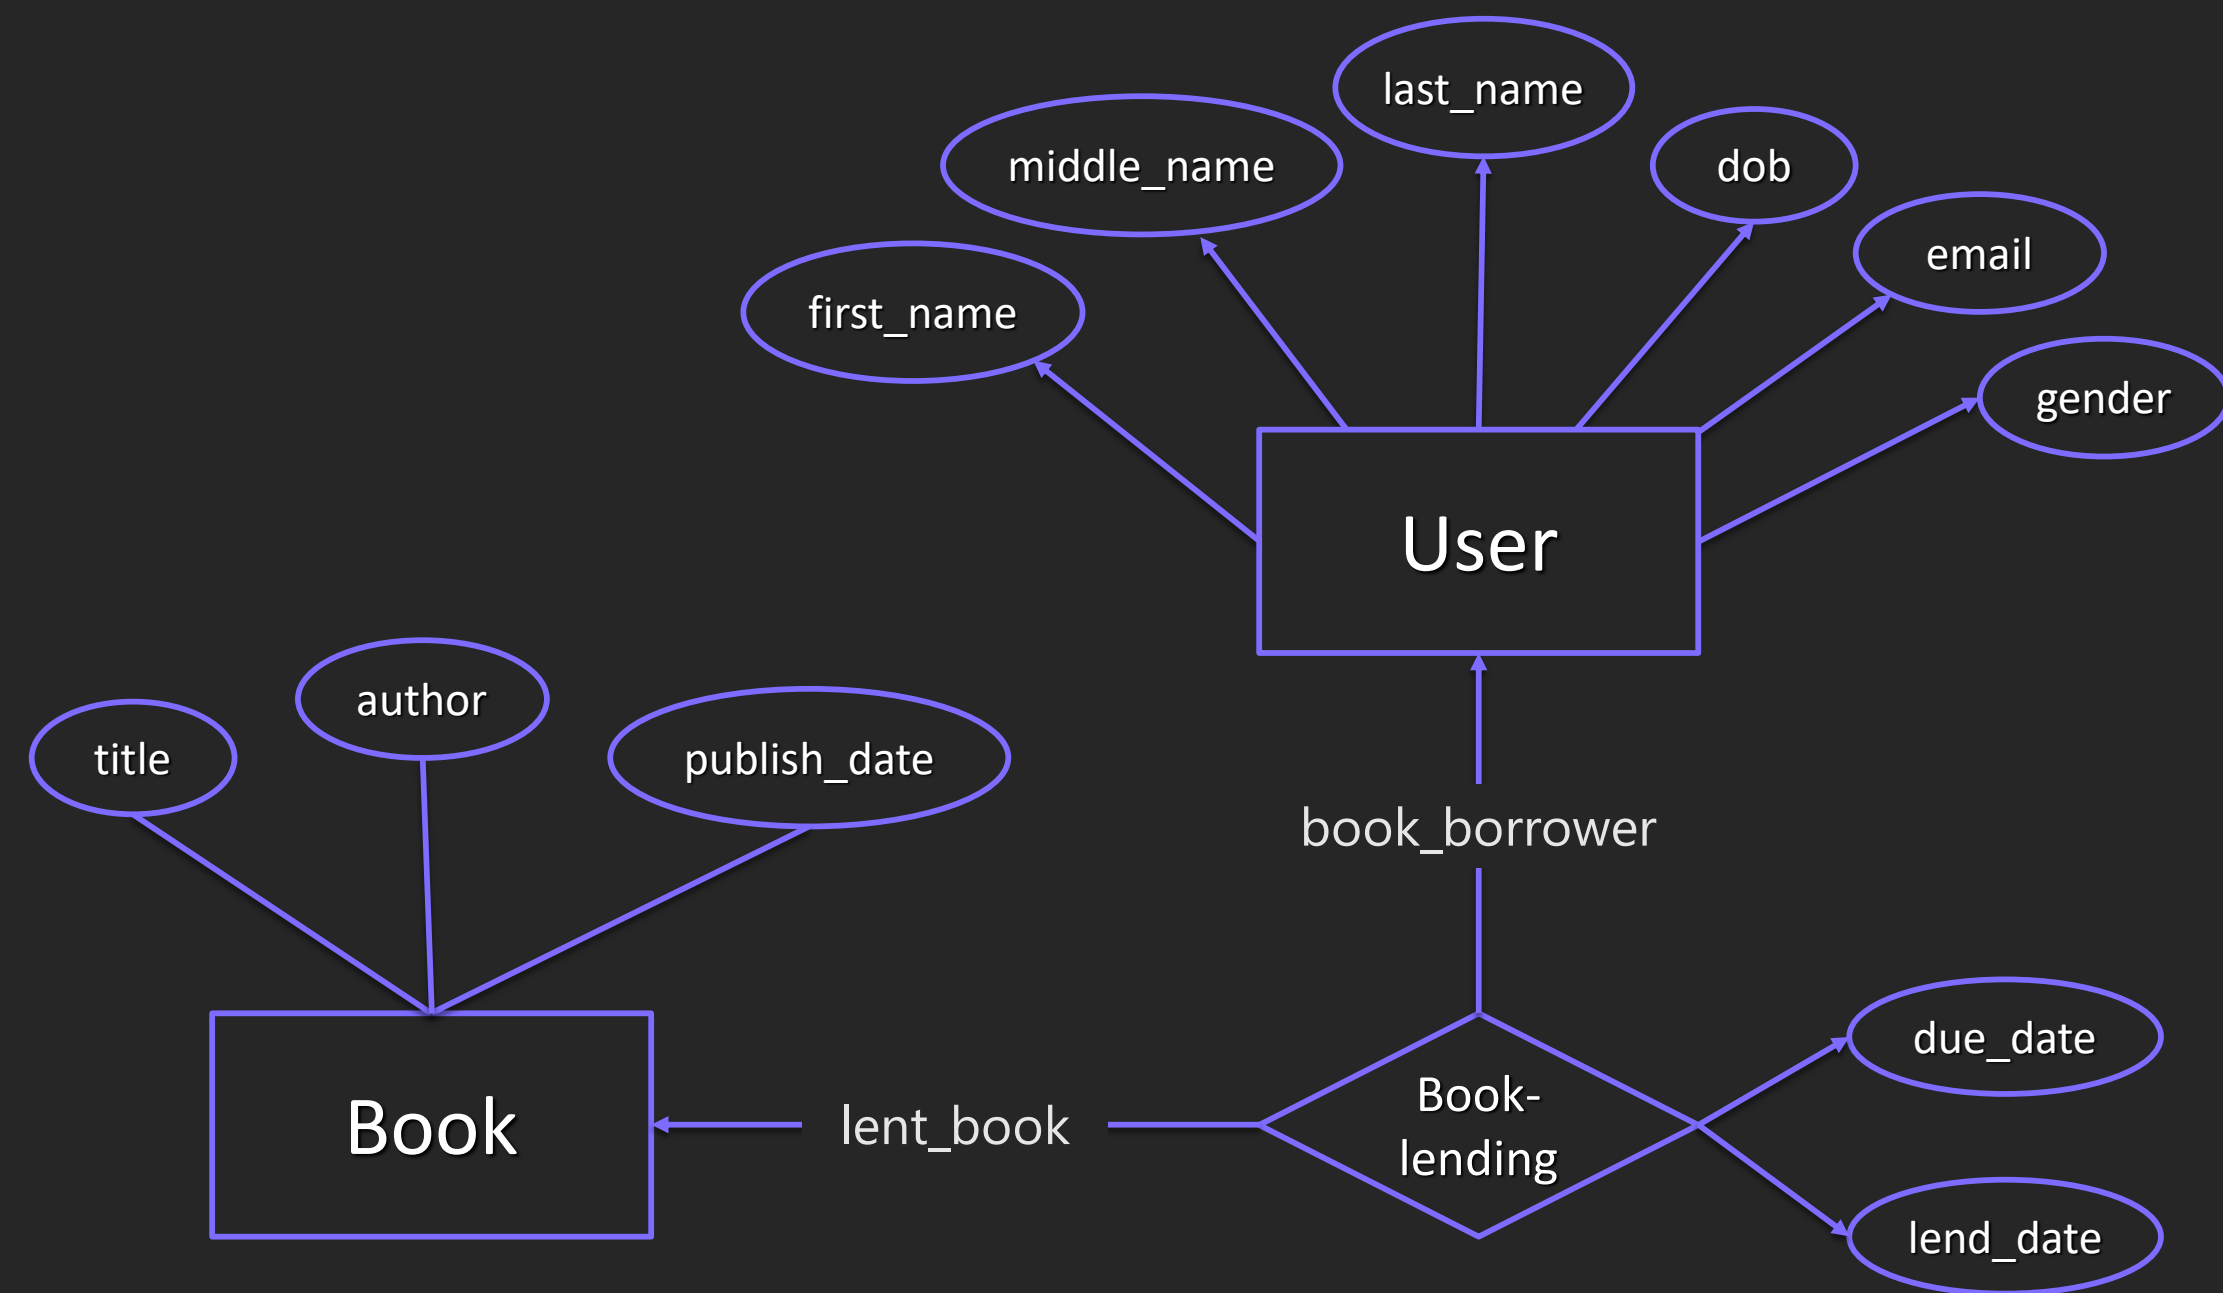 last_name
middle_name
dob
email
first_name
gender
User
author
title
publish_date
book_borrower
due_date
Book-
lending
Book
lent_book
lend_date